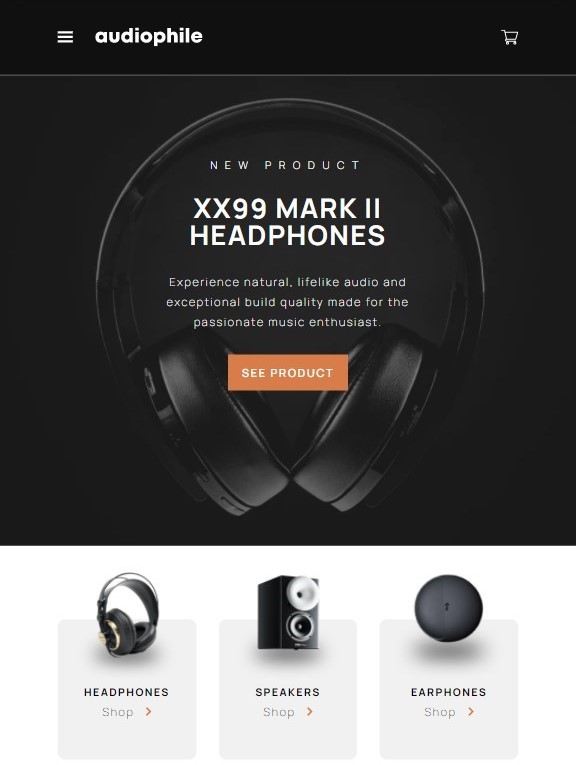 audiophile
NEW PRODUCT
XX99 MARK II
HEADPHONES
Experience natural, lifelike audio and
exceptional build quality made for the
passionate music enthusiast.
SEE PRODUCT
HEADPHONES
Shop
SPEAKERS
Shop
EARPHONES
Shop